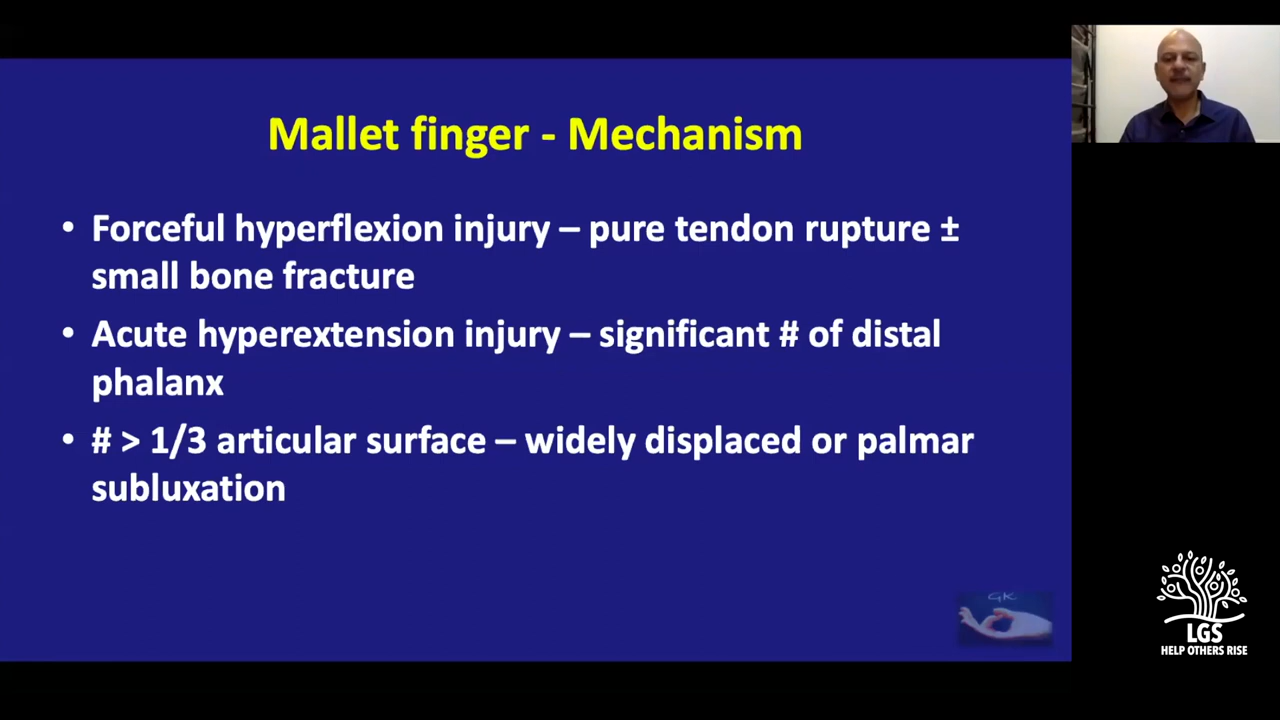 Mallet finger - Mechanism
• Forceful hyperflexion injury – pure tendon rupture ±
small bone fracture
• Acute hyperextension injury – significant # of distal
phalanx
• # > 1/3 articular surface – widely displaced or palmar
subluxation
GK
LGS
HELP OTHERS RISE